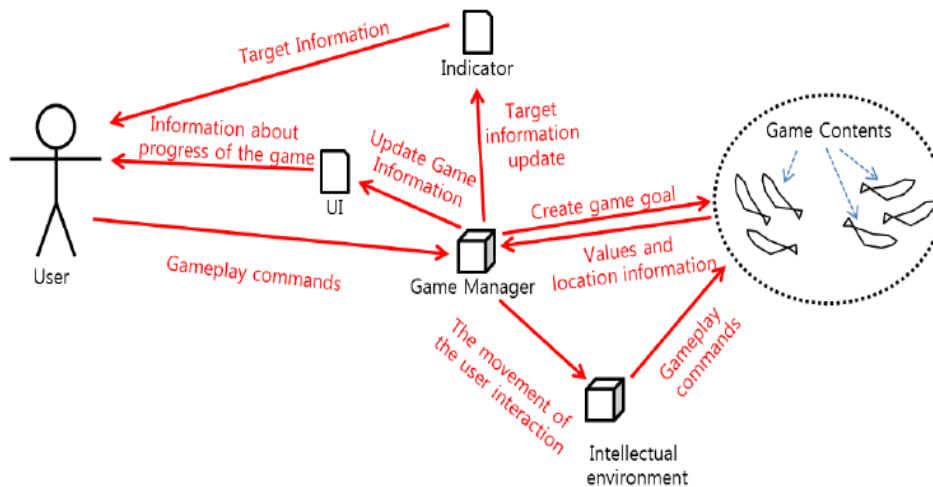 Target Information
Indicator
Information about
progress of the game
UI
Update Game
Information
Target
information
update
Game Contents
User
Gameplay commands
Game Manager
Create game goal
Values and
location information
The movement of
the user interaction
Gameplay
commands
Intellectual
environment